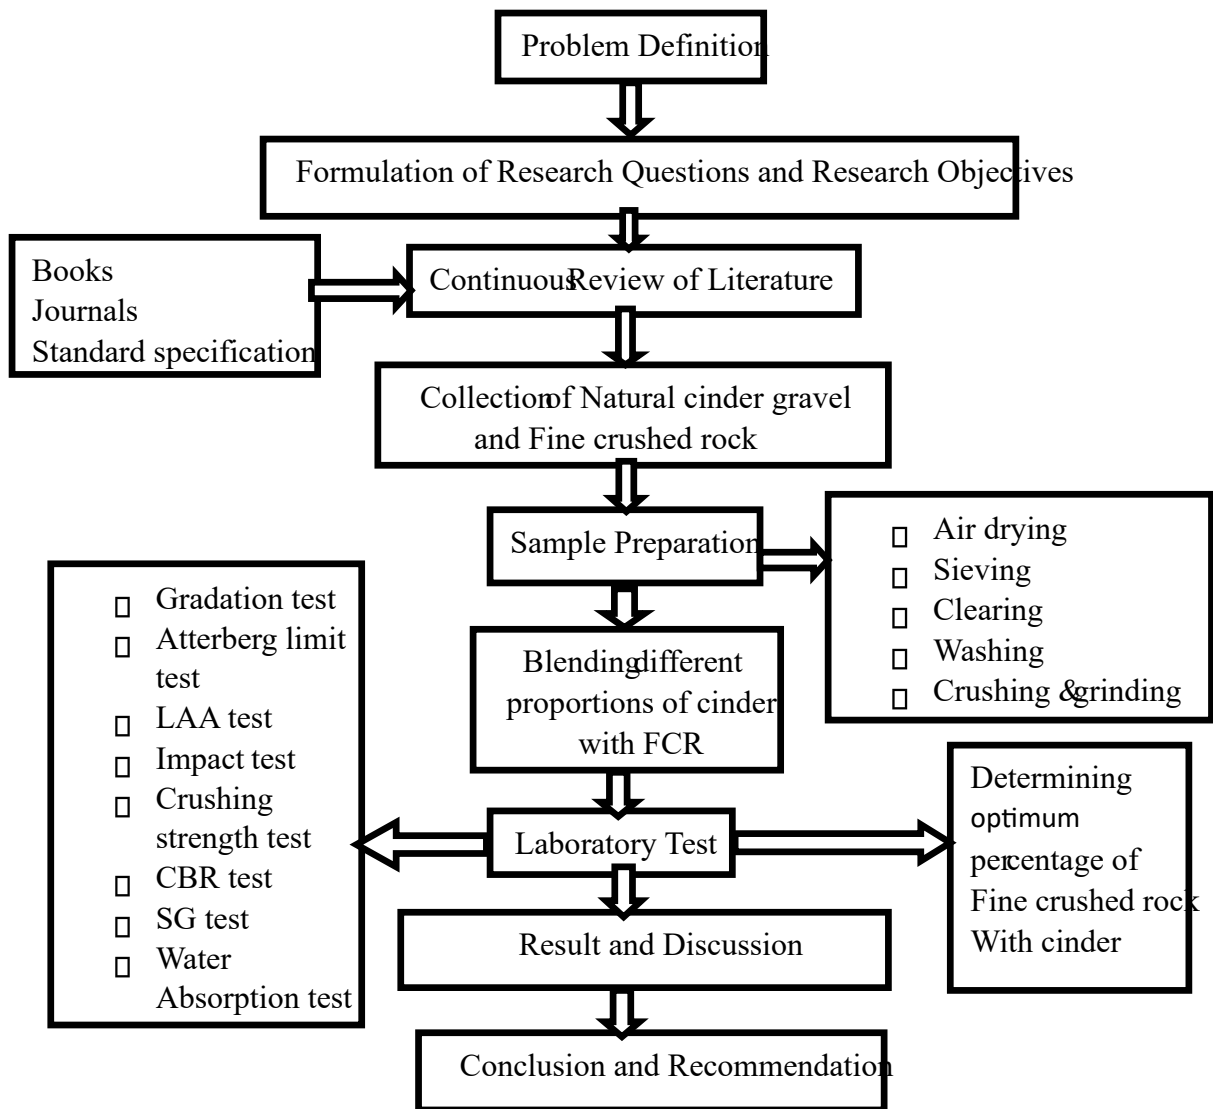 Problem Definition
Formulation of Research Questions and Research Objectives
Books
Journals
Standard specification
Continuous Review of Literature
Collection of Natural cinder gravel
and Fine crushed rock
Sample Preparation
Air drying
Sieving
Clearing
Washing
Crushing & grinding
Gradation test
Atterberg limit
test
LAA test
Impact test
Crushing
strength test
CBR test
SG test
Water
Absorption test
Blending different
proportions of cinder
with FCR
Laboratory Test
Determining
optimum
percentage of
Fine crushed rock
With cinder
Result and Discussion
Conclusion and Recommendation